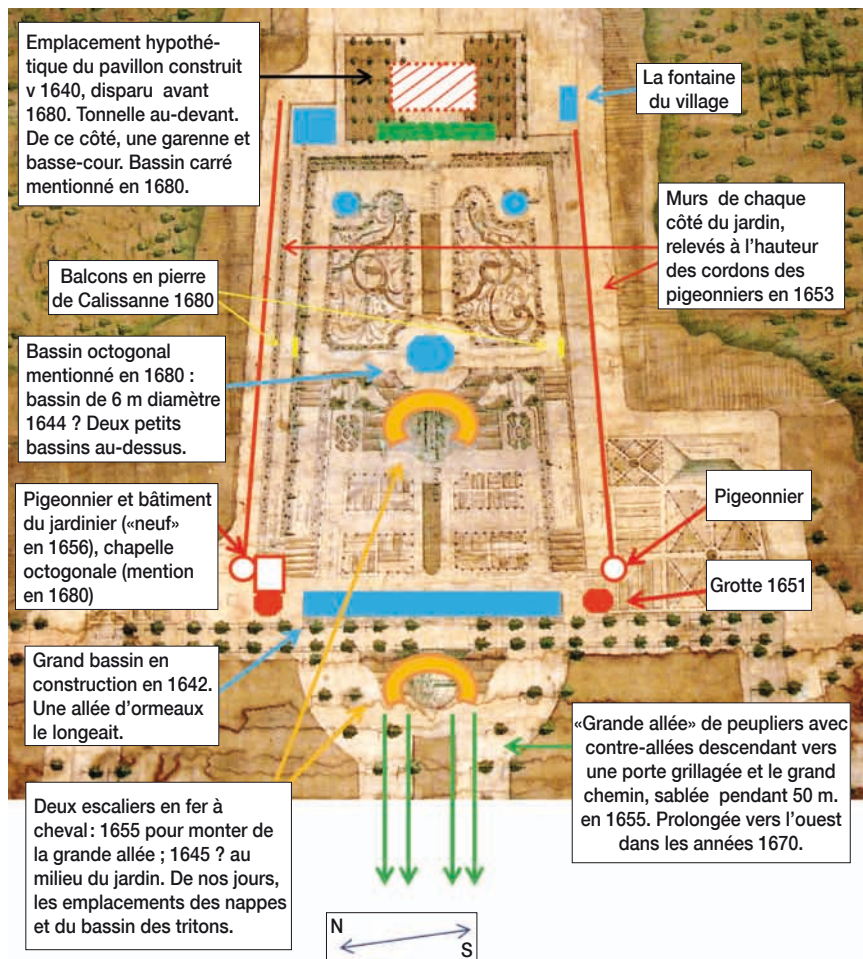 Emplacement hypothé-
tique du pavillon construit
v 1640, disparu avant
1680. Tonnelle au-devant.
De ce côté, une garenne et
basse-cour. Bassin carré
mentionné en 1680.
La fontaine
du village
Murs de chaque
côté du jardin,
relevés à l'hauteur
des cordons des
pigeonniers en 1653
Balcons en pierre
de Calissanne 1680
Bassin octogonal
mentionné en 1680 :
bassin de 6 m diamètre
1644 ? Deux petits
bassins au-dessus.
Pigeonnier et bâtiment
du jardinier («neuf»
en 1656), chapelle
octogonale (mention
en 1680)
Pigeonnier
Grotte 1651
Grand bassin en
construction en 1642.
Une allée d'ormeaux
le longeait.
«Grande allée» de peupliers avec
contre-allées descendant vers
une porte grillagée et le grand
chemin, sablée pendant 50 m.
en 1655. Prolongée vers l'ouest
dans les années 1670.
Deux escaliers en fer à
cheval : 1655 pour monter de
la grande allée ; 1645 ? au
milieu du jardin. De nos jours,
les emplacements des nappes
et du bassin des tritons.
N
S